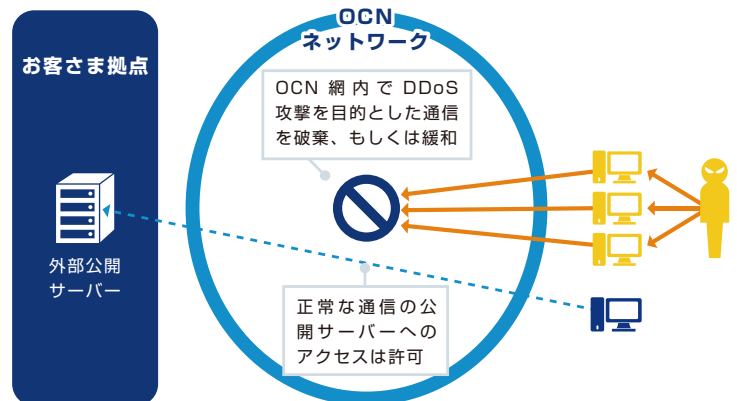 OCN
ネットワーク
お客さま拠点
OCN 網内で DDoS
攻撃を目的とした通信
を破棄、もしくは緩和
外部公開
サーバー
正常な通信の公
開サーバーへの
アクセスは許可